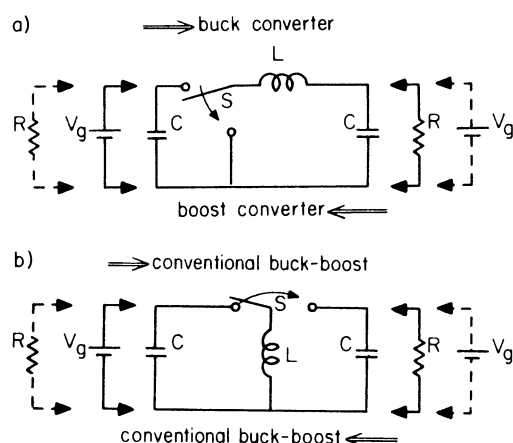 a)
⟹ buck converter
L
R
Vg
C
S
C
R
Vg
boost converter ⟸
b)
⟹ conventional buck-boost
R
Vg
C
S
L
C
R
Vg
conventional buck-boost ⟸